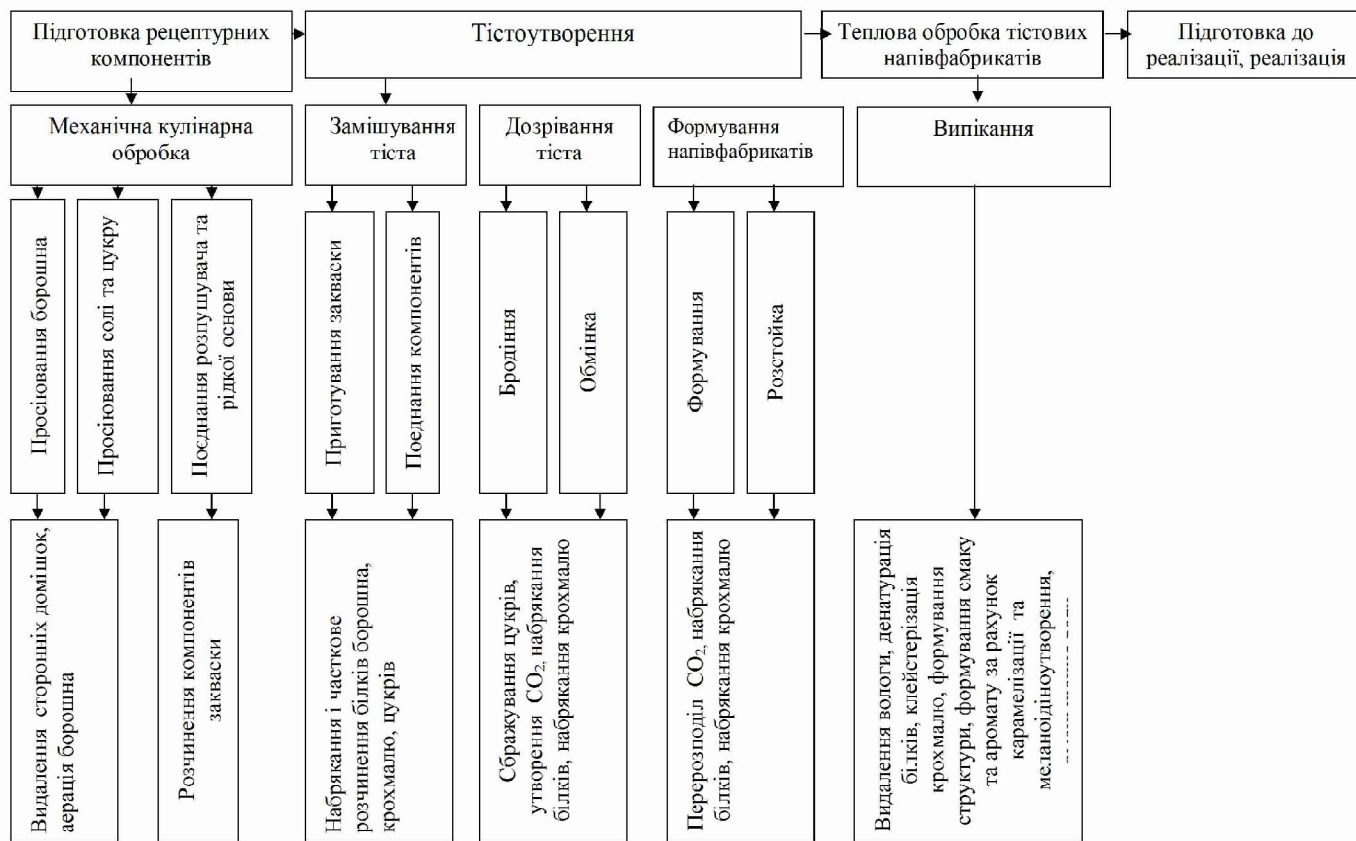 Підготовка рецептурних
компонентів
Тістоутворення
Теплова обробка тістових
напівфабрикатів
Підготовка до
реалізації, реалізація
Механічна кулінарна
обробка
Замішування
тіста
Дозрівання
тіста
Формування
напівфабрикатів
Випікання
Просіювання борошна
Просіювання солі та цукру
Поєднання розпушувача та
рідкої основи
Приготування закваски
Поеднання компонентів
Бродіння
Обмінка
Формування
Розстойка
Видалення сторонніх домішок,
аерація борошна
Розчинення компонентів
закваски
Набрякання і часткове
розчинення білків борошна,
крохмалю, цукрів
Сбражування цукрів,
утворення CO₂, набрякання
білків, набрякання крохмалю
Перерозподіл CO₂, набрякання
білків, набрякання крохмалю
Видалення вологи, денатурація
білків, клейстерізація
крохмалю, формування
структури, формування смаку
та аромату за рахунок
карамелізації та
меланоідіноутворення,